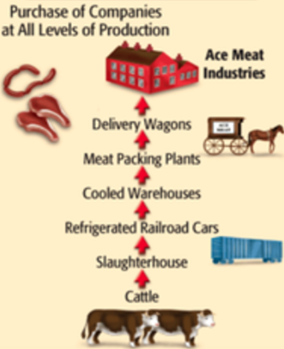 Purchase of Companies
at All Levels of Production
Ace Meat
Industries
Delivery Wagons
Meat Packing Plants
Cooled Warehouses
Refrigerated Railroad Cars
Slaughterhouse
Cattle